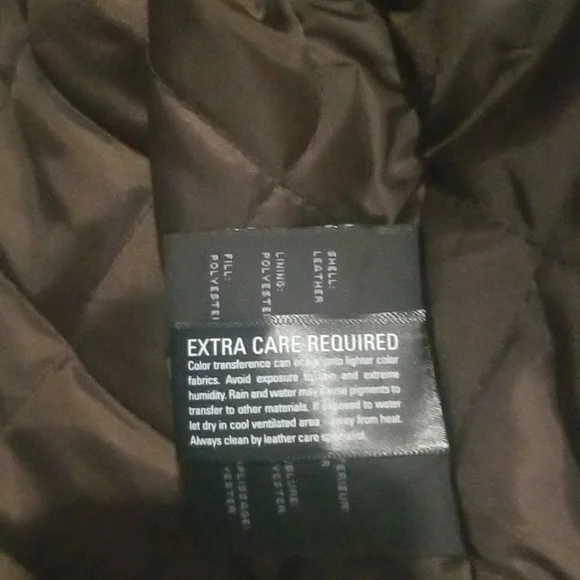 SHELL:
LEATHER
LINING:
FILL:
EXTRA CARE REQUIRED
Color transference can occur onto lighter color
fabrics. Avoid exposure to rain and extreme
humidity. Rain and water may cause pigments to
transfer to other materials. If exposed to water
let dry in cool ventilated area away from heat.
Always clean by leather care specialist.